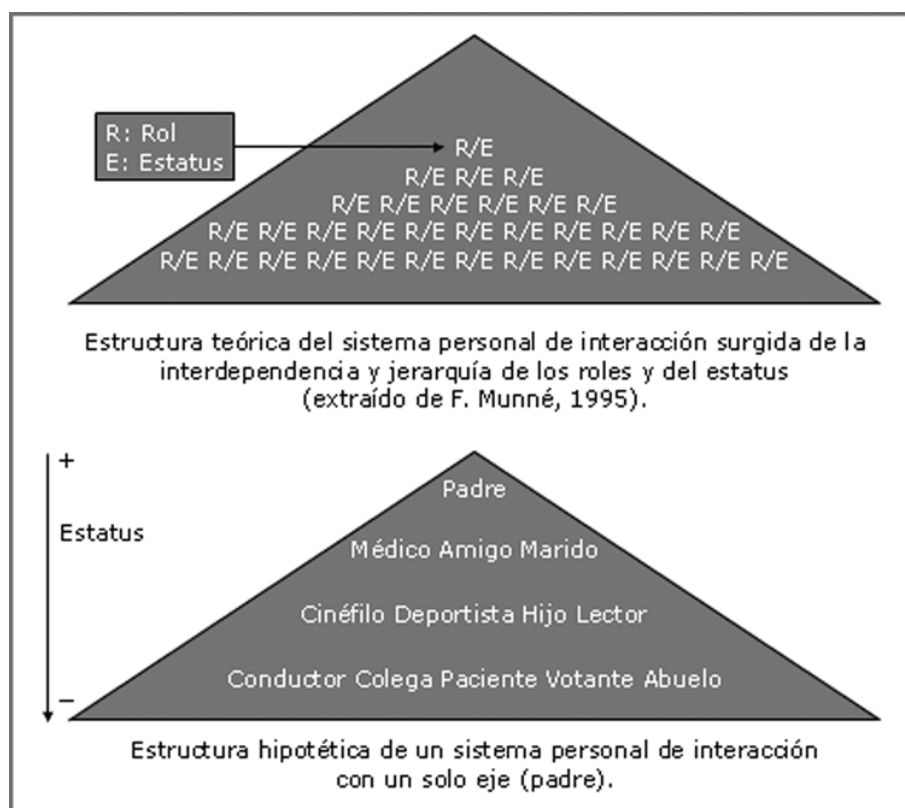 R: Rol
E: Estatus
R/E
R/E R/E R/E
R/E R/E R/E R/E R/E R/E
R/E R/E R/E R/E R/E R/E R/E R/E R/E R/E R/E
R/E R/E R/E R/E R/E R/E R/E R/E R/E R/E R/E R/E R/E
Estructura teórica del sistema personal de interacción surgida de la
interdependencia y jerarquía de los roles y del estatus
(extraído de F. Munné, 1995).
+
Estatus
–
Padre
Médico Amigo Marido
Cinéfilo Deportista Hijo Lector
Conductor Colega Paciente Votante Abuelo
Estructura hipotética de un sistema personal de interacción
con un solo eje (padre).